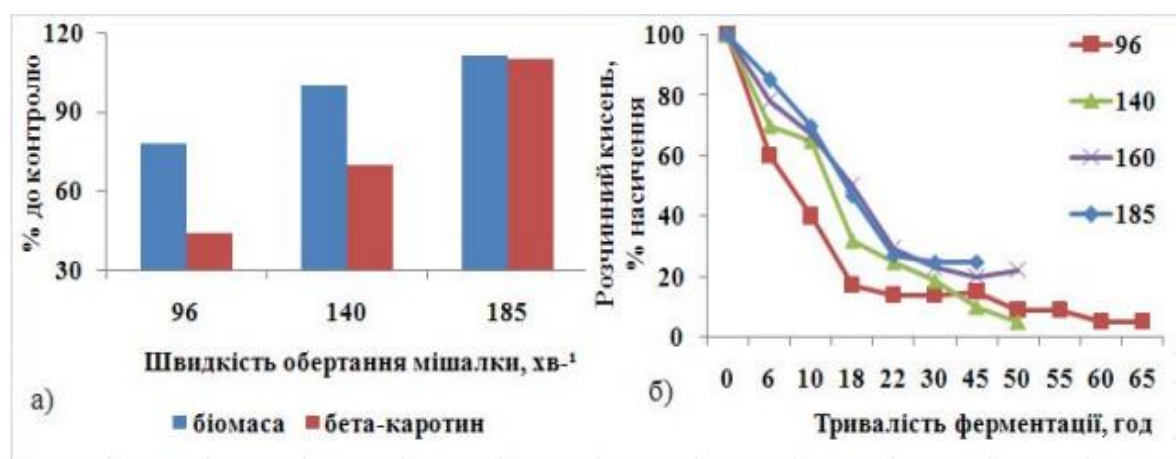 % до контролю
120
90
60
30
96 140 185
Швидкість обертання мішалки, хв-¹
а)
біомаса бета-каротин
Розчинний кисень,
% насичення
100
80
60
40
20
0
96
140
160
185
0 6 10 18 22 30 45 50 55 60 65
б)
Тривалість ферментації, год